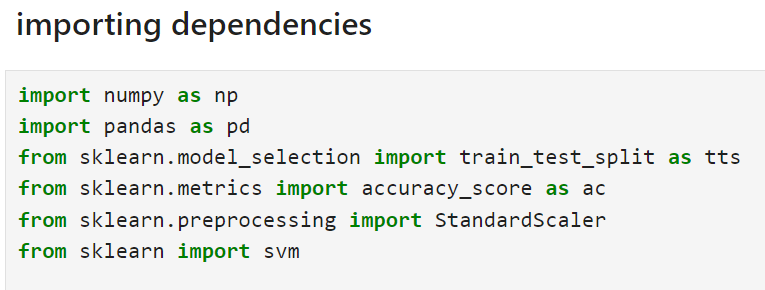 importing dependencies
import numpy as np
import pandas as pd
from sklearn.model_selection import train_test_split as tts
from sklearn.metrics import accuracy_score as ac
from sklearn.preprocessing import StandardScaler
from sklearn import svm